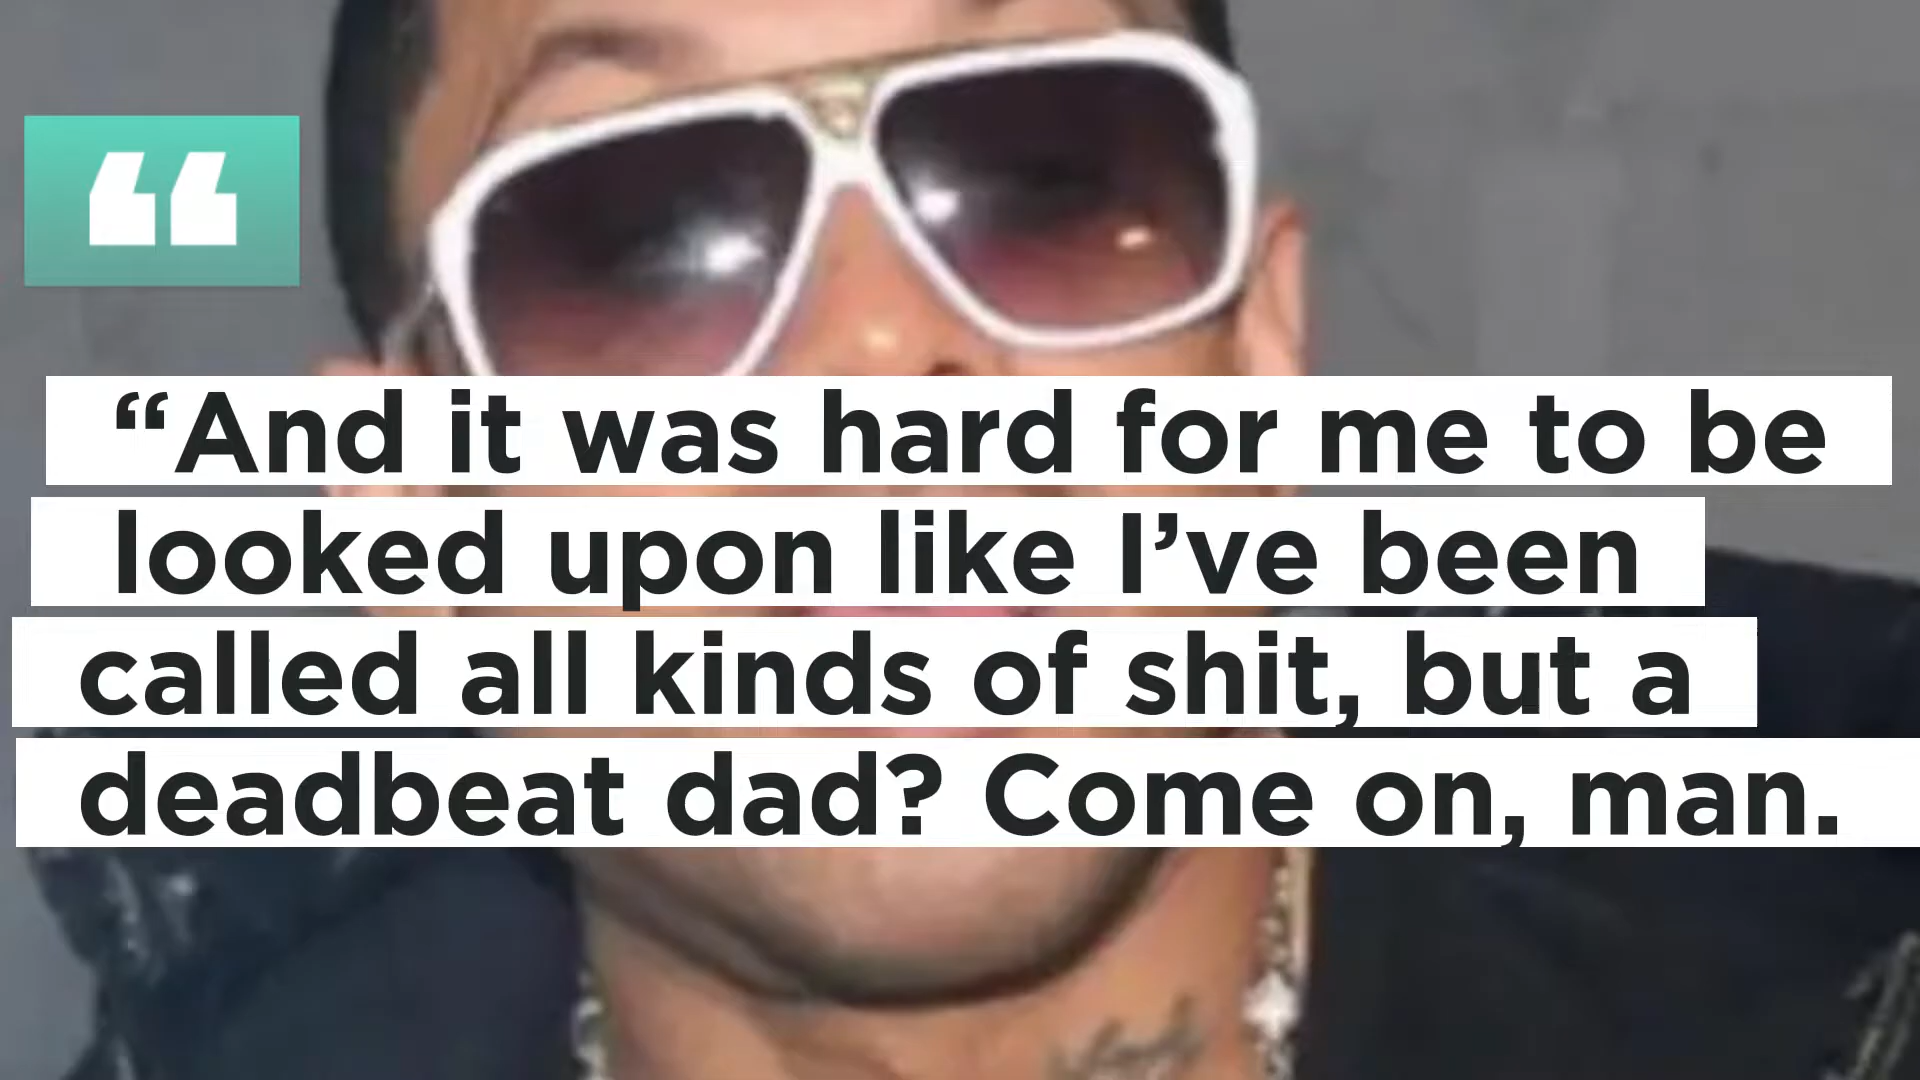 “And it was hard for me to be
looked upon like I’ve been
called all kinds of shit, but a
deadbeat dad? Come on, man.